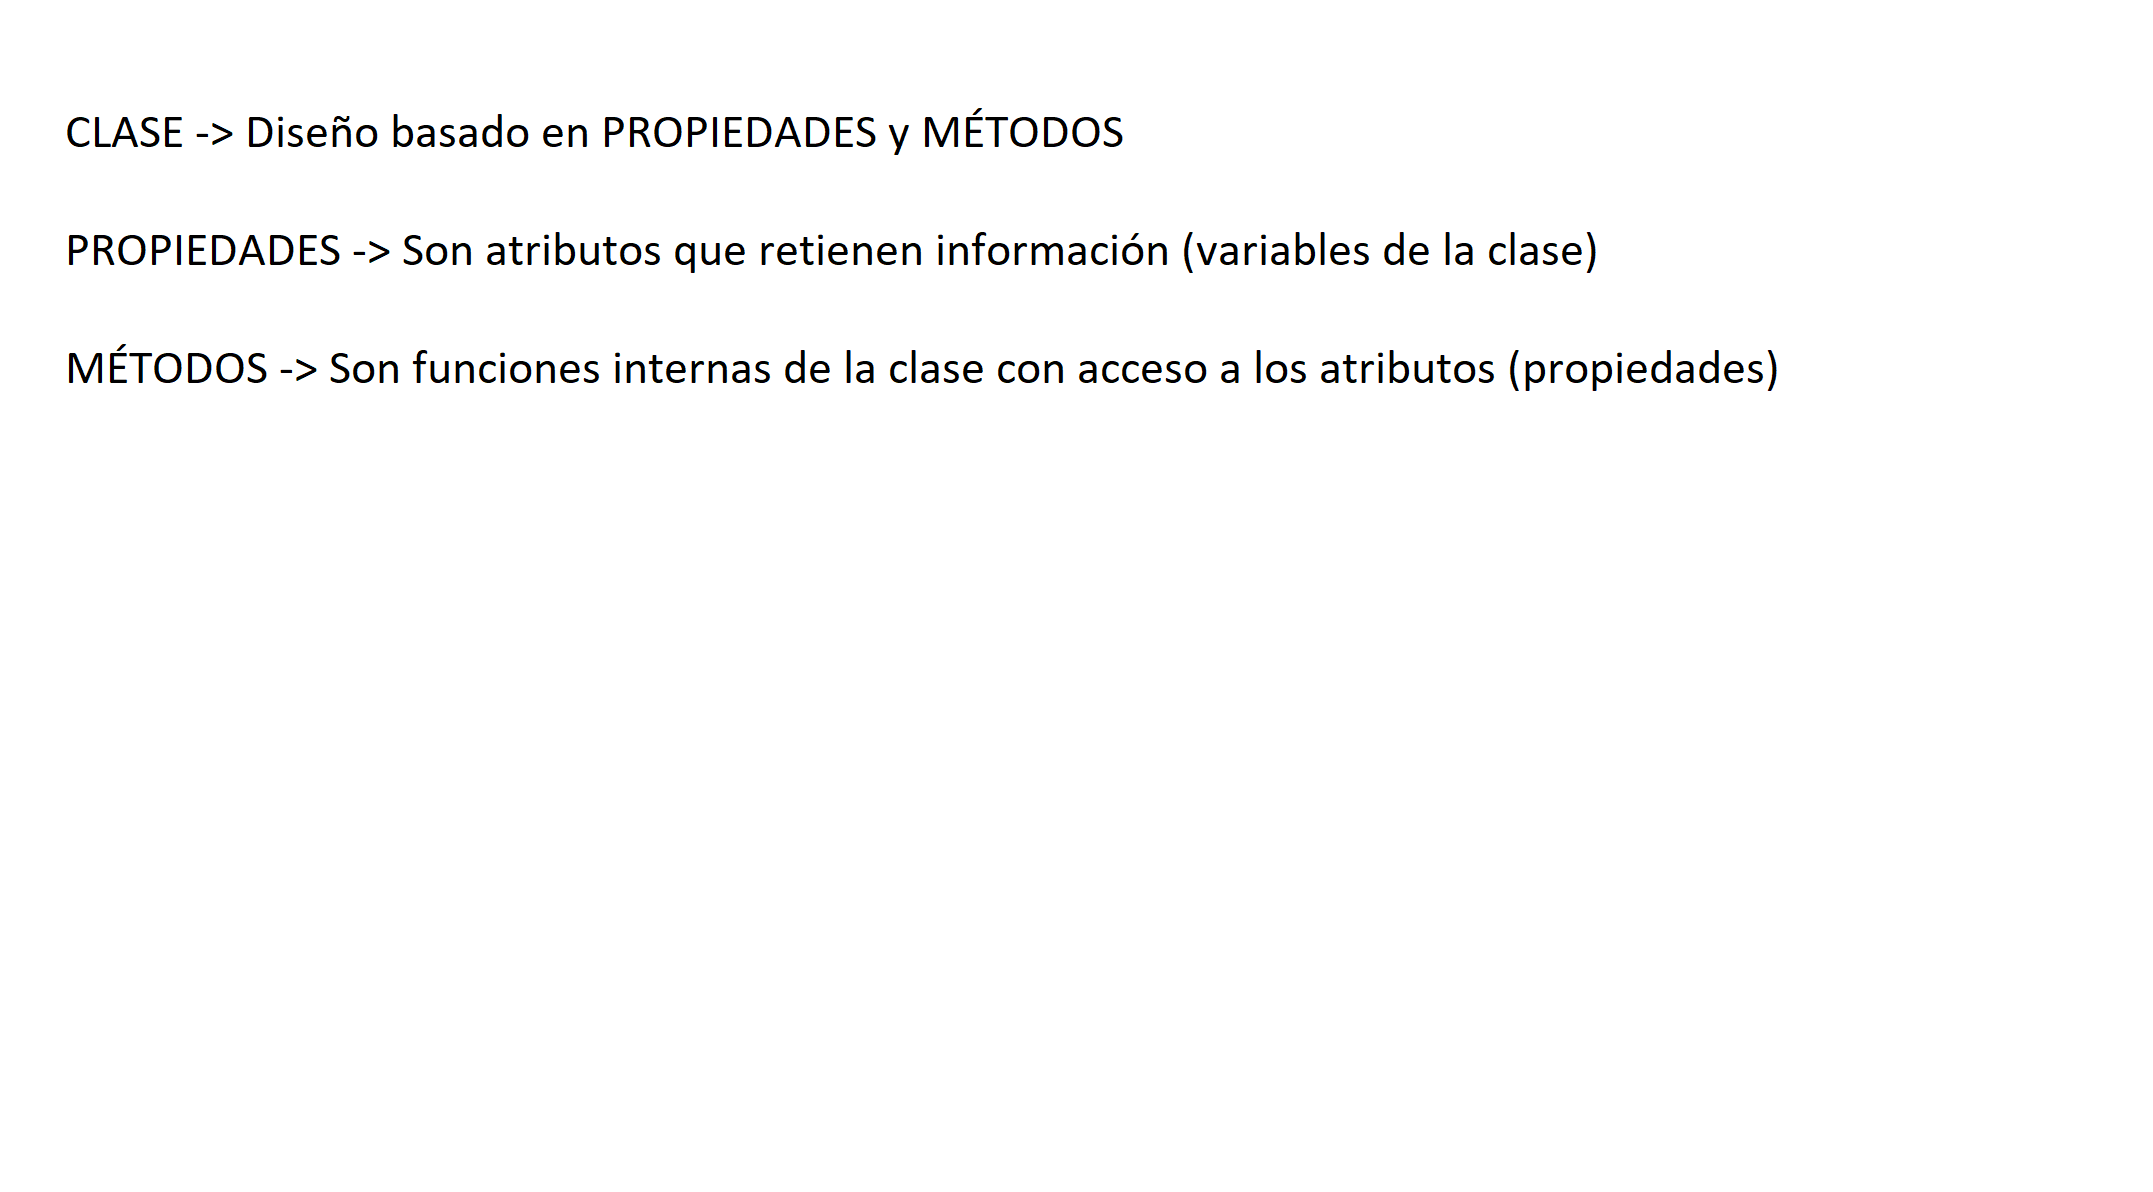 CLASE -> Diseño basado en PROPIEDADES y MÉTODOS
PROPIEDADES -> Son atributos que retienen información (variables de la clase)
MÉTODOS -> Son funciones internas de la clase con acceso a los atributos (propiedades)